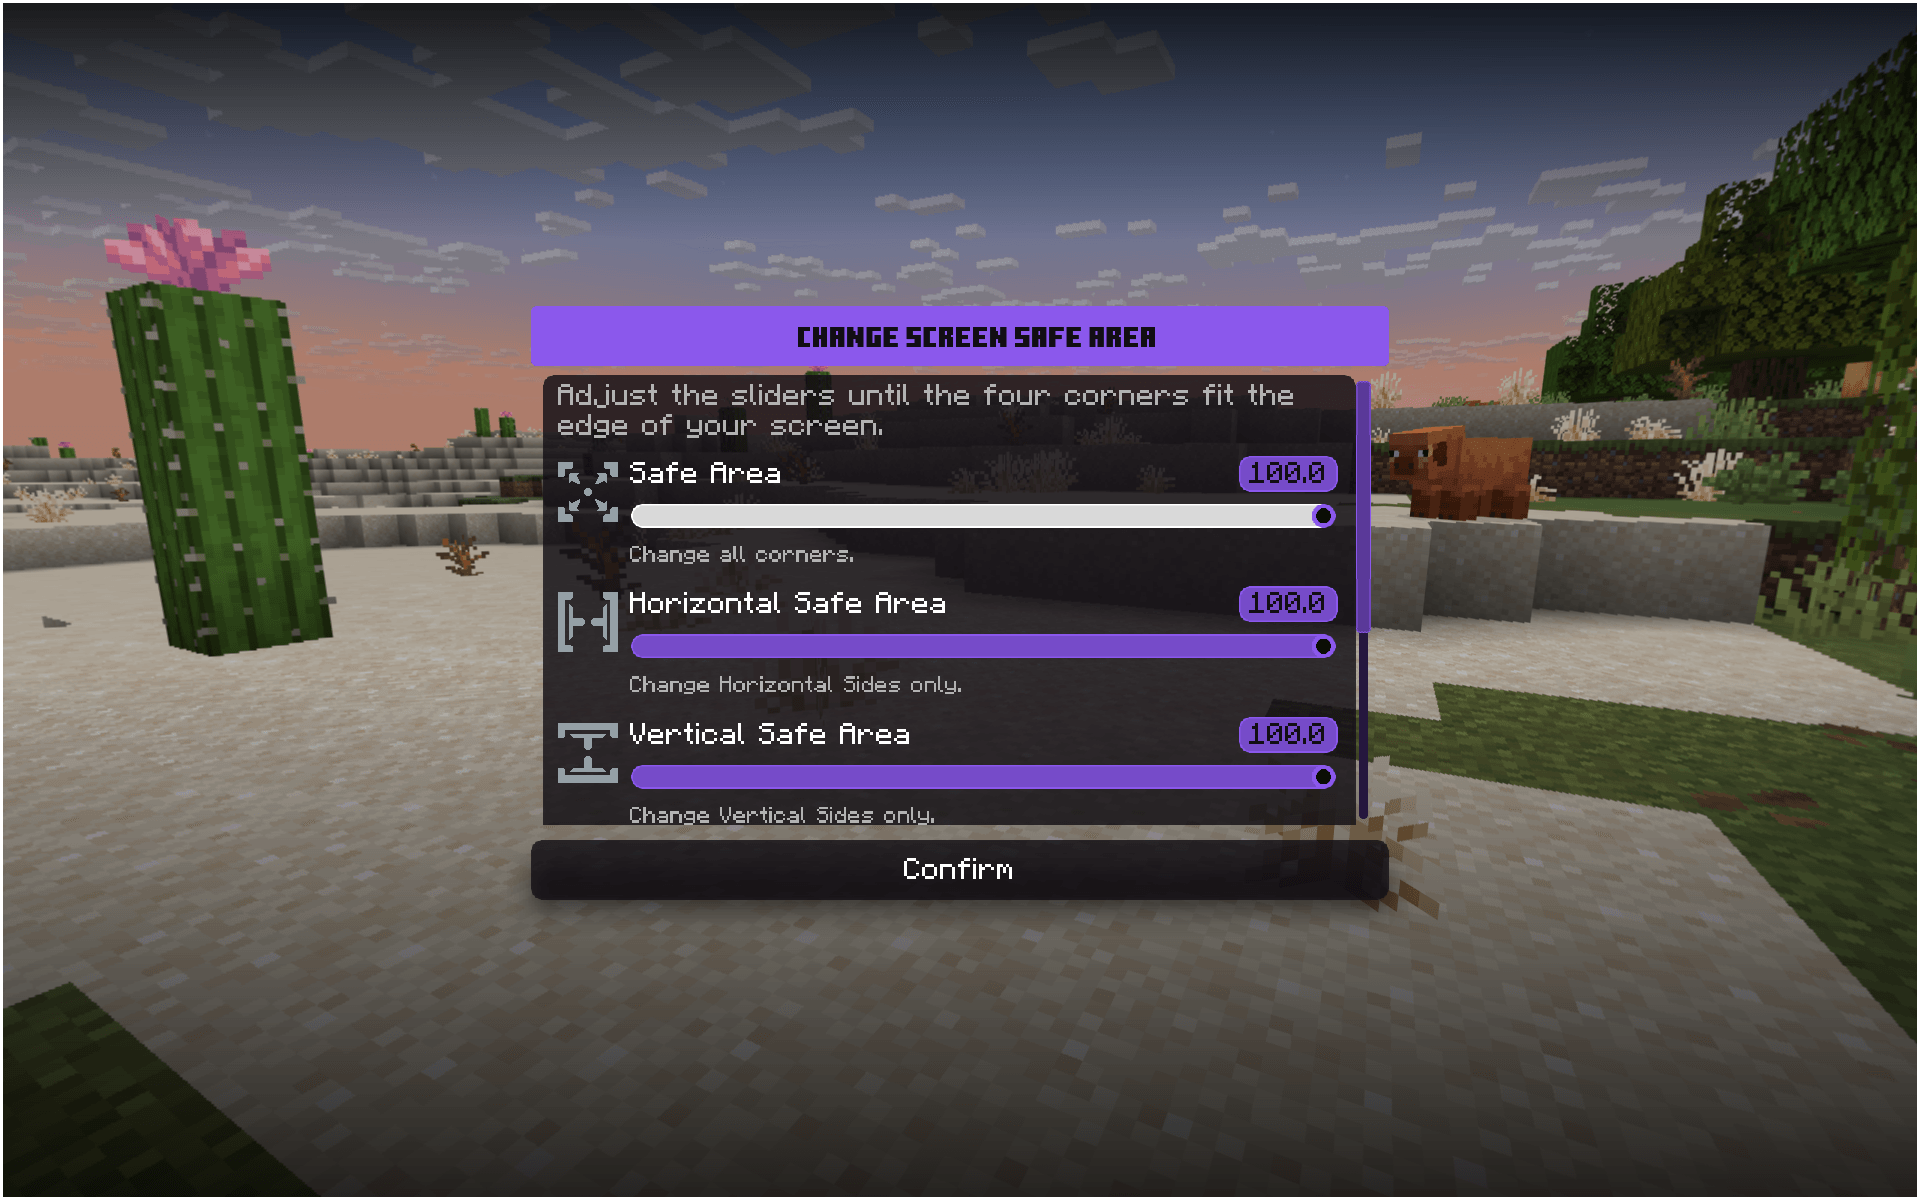 CHANGE SCREEN SAFE AREA
Adjust the sliders until the four corners fit the
edge of your screen.
Safe Area
100.0
Change all corners.
Horizontal Safe Area
100.0
Change Horizontal Sides only.
Vertical Safe Area
100.0
Change Vertical Sides only.
Confirm